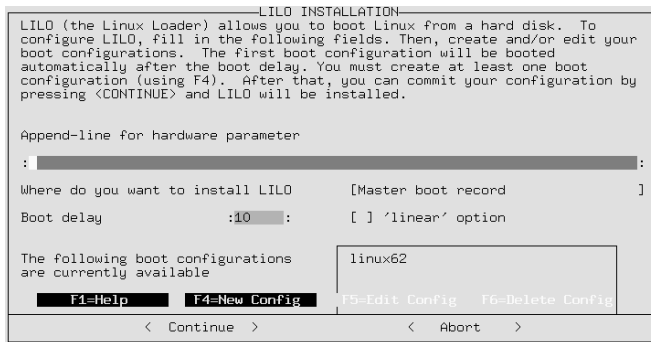 LILO INSTALLATION
LILO (the Linux Loader) allows you to boot Linux from a hard disk.  To
configure LILO, fill in the following fields. Then, create and/or edit your
boot configurations.  The first boot configuration will be booted
automatically after the boot delay. You must create at least one boot
configuration (using F4).  After that, you can commit your configuration by
pressing <CONTINUE> and LILO will be installed.
Append-line for hardware parameter
: :
Where do you want to install LILO [Master boot record ]
Boot delay :10 : [ ] 'linear' option
The following boot configurations linux62
are currently available
F1=Help F4=New Config F5=Edit Config F6=Delete Config
< Continue > < Abort >